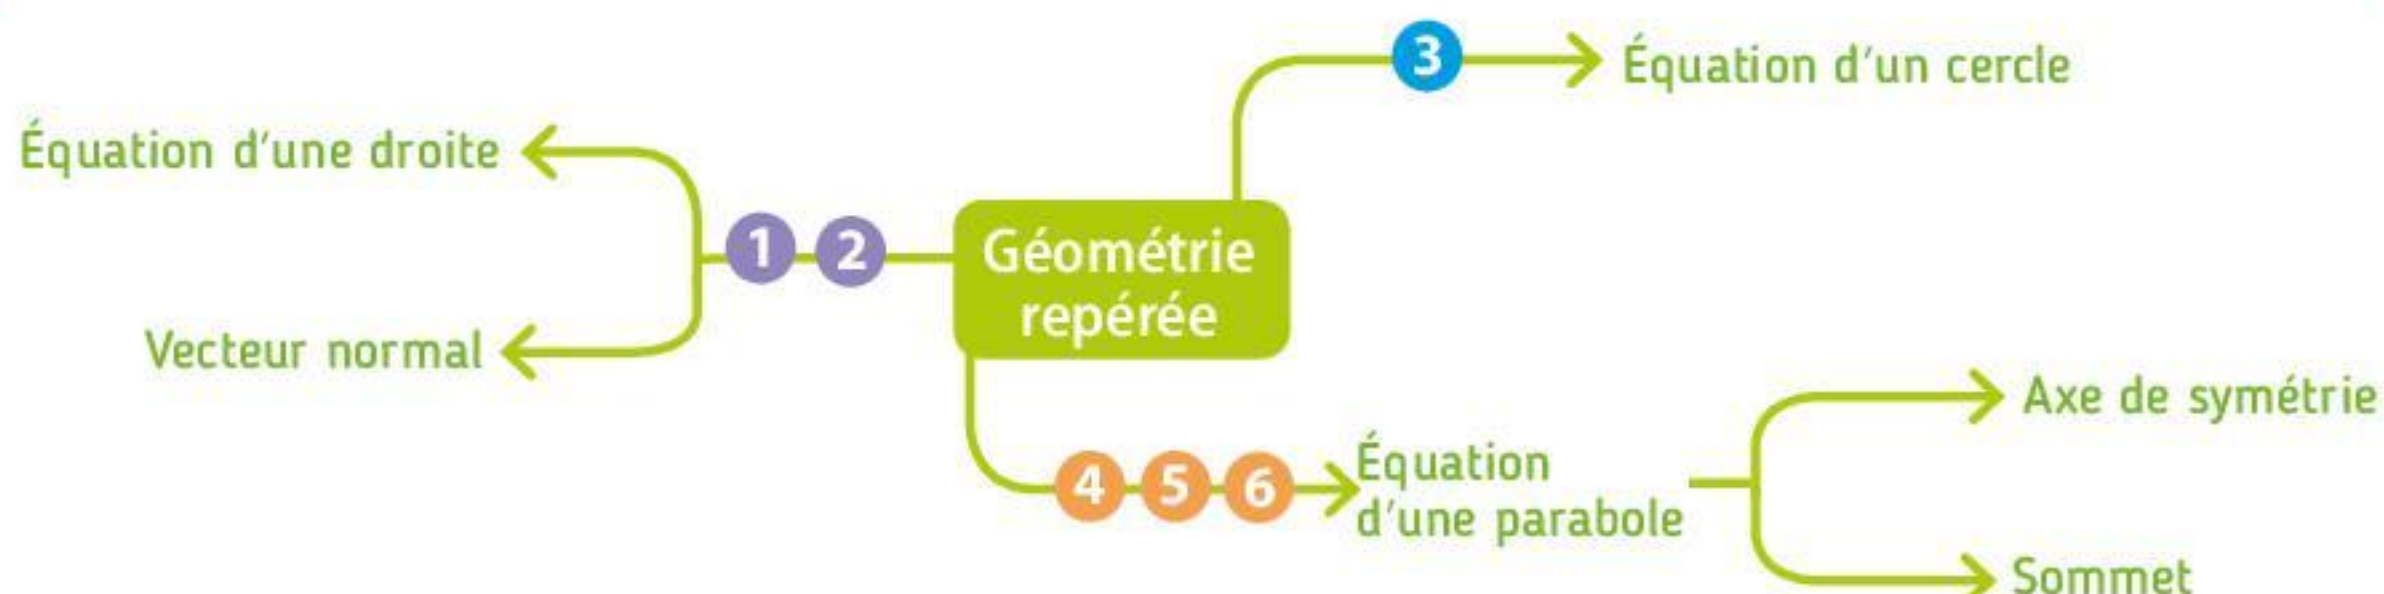 3
Équation d'un cercle
Équation d'une droite
1 2
Géométrie
repérée
Vecteur normal
Axe de symétrie
4 5 6
Équation
d'une parabole
Sommet